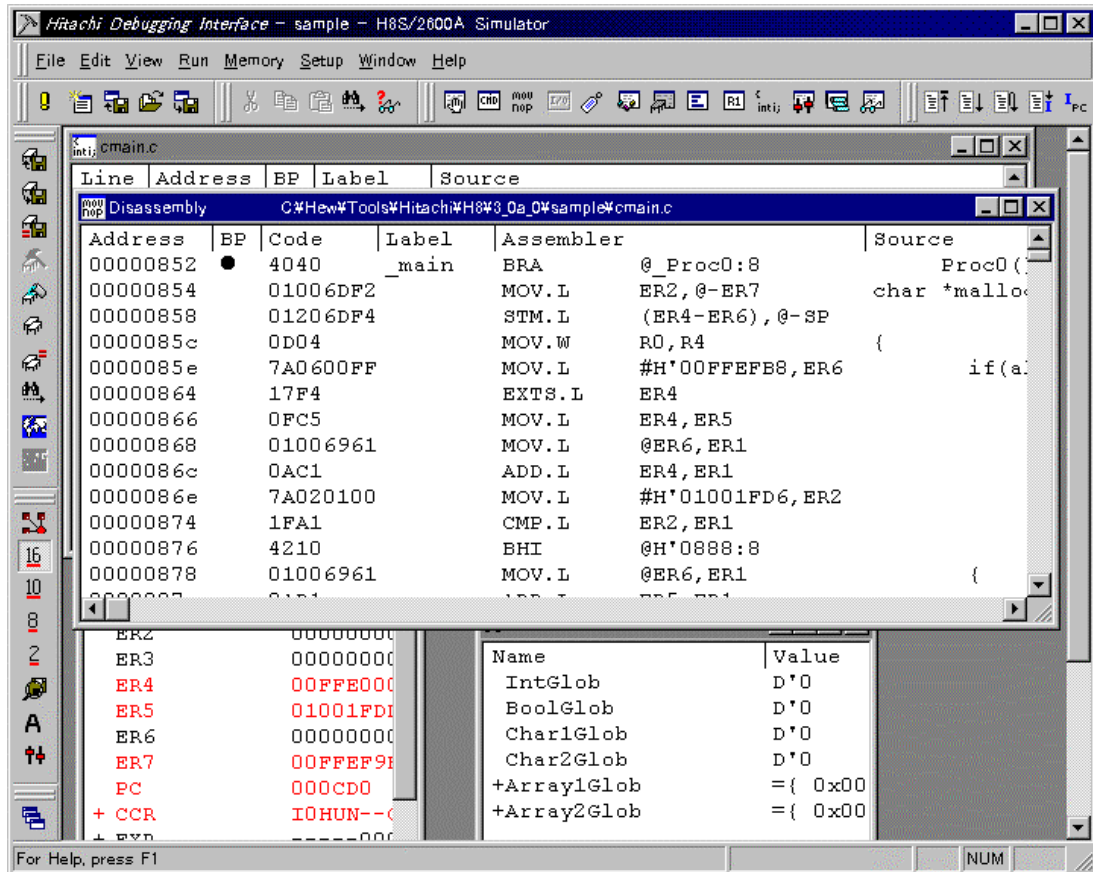 Hitachi Debugging Interface - sample - H8S/2600A Simulator
File Edit View Run Memory Setup Window Help
cmain.c
Line Address BP Label Source
Disassembly C:¥Hew¥Tools¥Hitachi¥H8¥3_0a_0¥sample¥cmain.c
Address BP Code Label Assembler Source
00000852 ● 4040 _main BRA @_Proc0:8 Proc0(
00000854 01006DF2 MOV.L ER2,@-ER7 char *mallo
00000858 01206DF4 STM.L (ER4-ER6),@-SP
0000085c 0D04 MOV.W R0,R4 {
0000085e 7A0600FF MOV.L #H'00FFEFB8,ER6 if(a
00000864 17F4 EXTS.L ER4
00000866 0FC5 MOV.L ER4,ER5
00000868 01006961 MOV.L @ER6,ER1
0000086c 0AC1 ADD.L ER4,ER1
0000086e 7A020100 MOV.L #H'01001FD6,ER2
00000874 1FA1 CMP.L ER2,ER1
00000876 4210 BHI @H'0888:8
00000878 01006961 MOV.L @ER6,ER1 {
ER2 00000000
ER3 00000000
ER4 00FFE000
ER5 01001FD
ER6 00000000
ER7 00FFEF9
PC 000CD0
+ CCR I0HUN--
+ EXR -----000
Name Value
IntGlob D'0
BoolGlob D'0
Char1Glob D'0
Char2Glob D'0
+Array1Glob ={ 0x00
+Array2Glob ={ 0x00
16
10
8
2
A
For Help, press F1
NUM